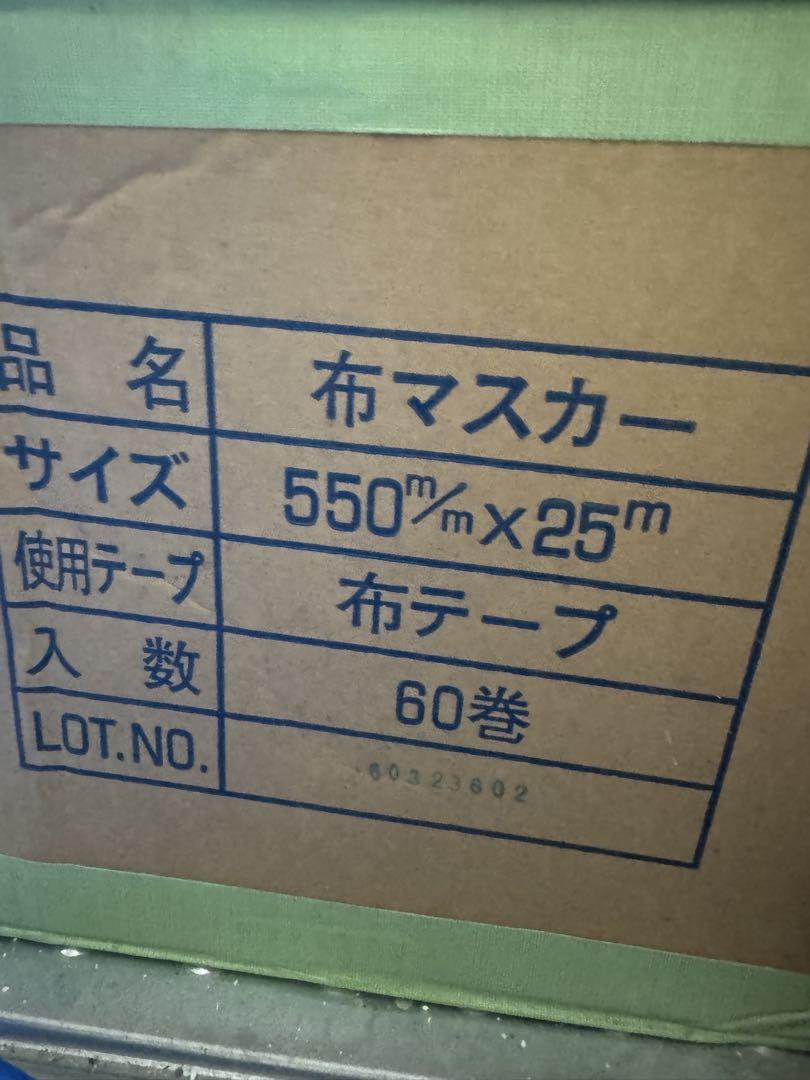 品名 布マスカー
サイズ 550m/m×25m
使用テープ 布テープ
入数 60巻
LOT.NO. 60323602